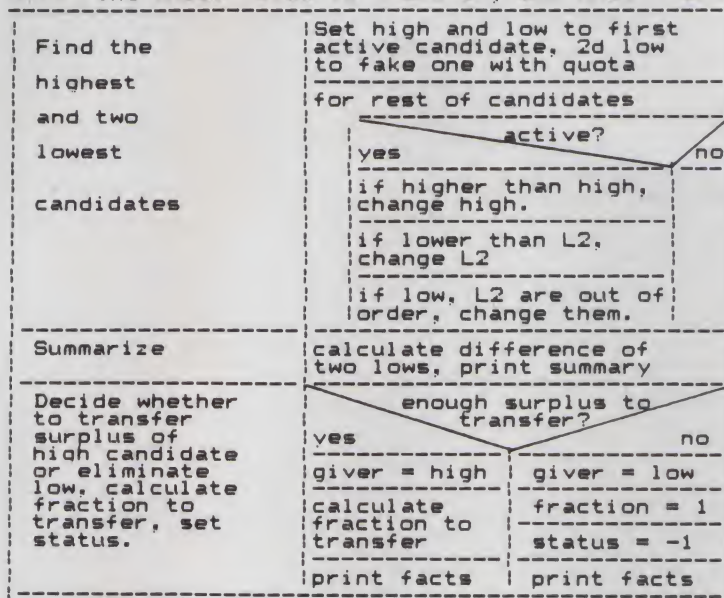 Find the
highest
and two
lowest
candidates
Set high and low to first
active candidate, 2d low
to fake one with quota
for rest of candidates
active?
yes no
if higher than high,
change high.
if lower than L2,
change L2
if low, L2 are out of
order, change them.
Summarize
calculate difference of
two lows, print summary
Decide whether
to transfer
surplus of
high candidate
or eliminate
low, calculate
fraction to
transfer, set
status.
enough surplus to
transfer?
yes no
giver = high
calculate
fraction to
transfer
print facts
giver = low
fraction = 1
status = -1
print facts